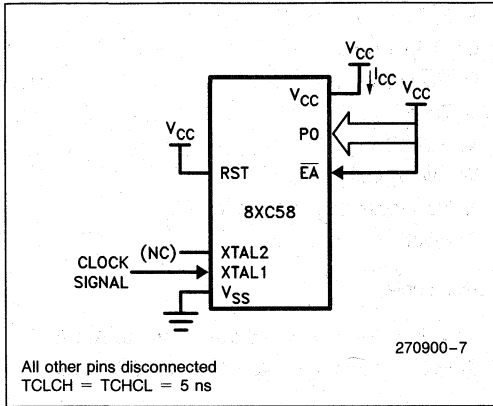 VCC
ICC
VCC
VCC
P0
VCC
RST
EA
8XC58
(NC)
XTAL2
CLOCK
SIGNAL
XTAL1
VSS
270900-7
All other pins disconnected
TCLCH = TCHCL = 5 ns